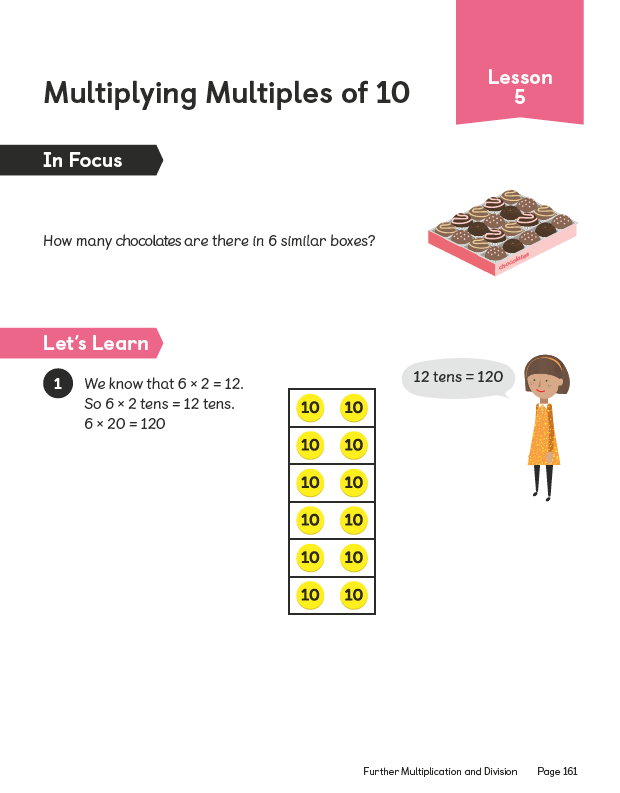 Multiplying Multiples of 10
Lesson
5
In Focus
How many chocolates are there in 6 similar boxes?
chocolates
Let's Learn
1
We know that 6 × 2 = 12.
So 6 × 2 tens = 12 tens.
6 × 20 = 120
12 tens = 120
10 10
10 10
10 10
10 10
10 10
10 10
Further Multiplication and Division Page 161